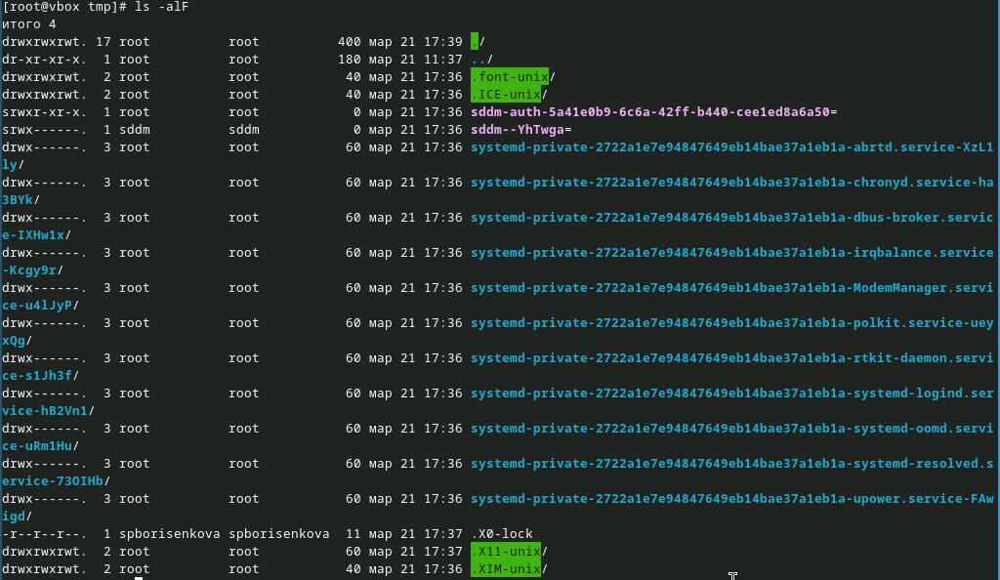 [root@vbox tmp]# ls -alF
итого 4
drwxrwxrwt. 17 root          root          400 мар 21 17:39 ./
dr-xr-xr-x.  1 root          root          180 мар 21 11:37 ../
drwxrwxrwt.  2 root          root           40 мар 21 17:36 .font-unix/
drwxrwxrwt.  2 root          root           40 мар 21 17:36 .ICE-unix/
srwxr-xr-x.  1 root          root            0 мар 21 17:36 sddm-auth-5a41e0b9-6c6a-42ff-b440-cee1ed8a6a50=
srwx------.  1 sddm          sddm            0 мар 21 17:36 sddm--YhTwga=
drwx------.  3 root          root           60 мар 21 17:36 systemd-private-2722a1e7e94847649eb14bae37a1eb1a-abrtd.service-XzL1
ly/
drwx------.  3 root          root           60 мар 21 17:36 systemd-private-2722a1e7e94847649eb14bae37a1eb1a-chronyd.service-ha
3BYk/
drwx------.  3 root          root           60 мар 21 17:36 systemd-private-2722a1e7e94847649eb14bae37a1eb1a-dbus-broker.servic
e-IXHw1x/
drwx------.  3 root          root           60 мар 21 17:36 systemd-private-2722a1e7e94847649eb14bae37a1eb1a-irqbalance.service
-Kcgy9r/
drwx------.  3 root          root           60 мар 21 17:36 systemd-private-2722a1e7e94847649eb14bae37a1eb1a-ModemManager.servi
ce-u4lJyP/
drwx------.  3 root          root           60 мар 21 17:36 systemd-private-2722a1e7e94847649eb14bae37a1eb1a-polkit.service-uey
xQg/
drwx------.  3 root          root           60 мар 21 17:36 systemd-private-2722a1e7e94847649eb14bae37a1eb1a-rtkit-daemon.servi
ce-s1Jh3f/
drwx------.  3 root          root           60 мар 21 17:36 systemd-private-2722a1e7e94847649eb14bae37a1eb1a-systemd-logind.ser
vice-hB2Vn1/
drwx------.  3 root          root           60 мар 21 17:36 systemd-private-2722a1e7e94847649eb14bae37a1eb1a-systemd-oomd.servi
ce-uRm1Hu/
drwx------.  3 root          root           60 мар 21 17:36 systemd-private-2722a1e7e94847649eb14bae37a1eb1a-systemd-resolved.s
ervice-73OIHb/
drwx------.  3 root          root           60 мар 21 17:36 systemd-private-2722a1e7e94847649eb14bae37a1eb1a-upower.service-FAw
igd/
-r--r--r--.  1 spborisenkova spborisenkova  11 мар 21 17:37 .X0-lock
drwxrwxrwt.  2 root          root           60 мар 21 17:37 .X11-unix/
drwxrwxrwt.  2 root          root           40 мар 21 17:36 .XIM-unix/